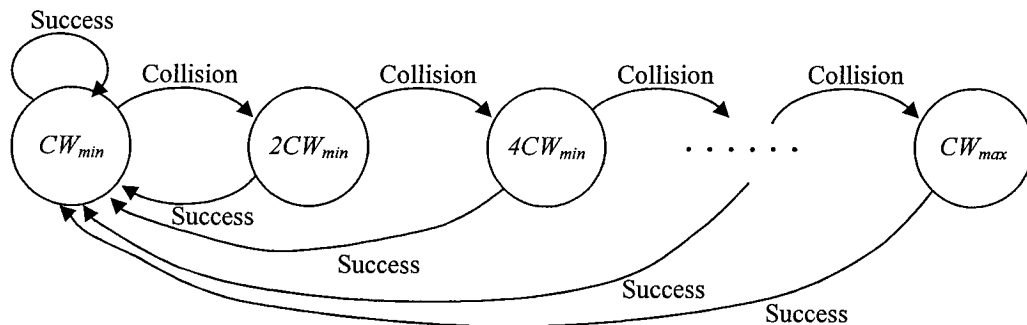 Success
Collision
Collision
Collision
Collision
CWmin
2CWmin
4CWmin
. . . . . .
CWmax
Success
Success
Success
Success